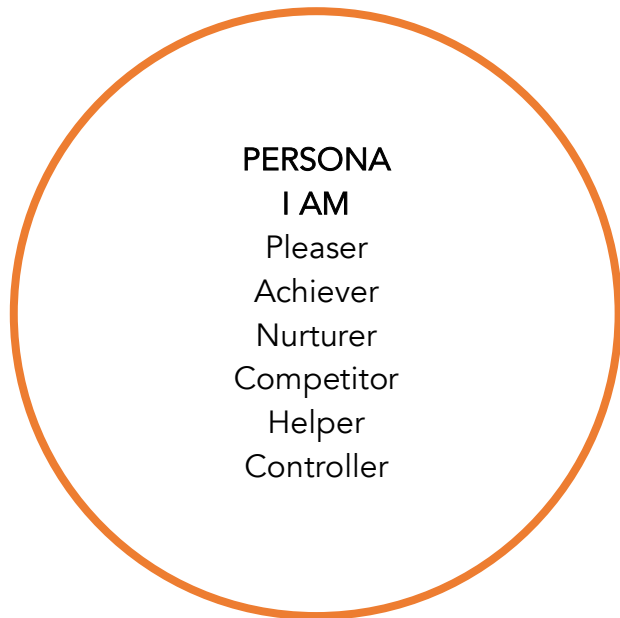 PERSONA
I AM
Pleaser
Achiever
Nurturer
Competitor
Helper
Controller